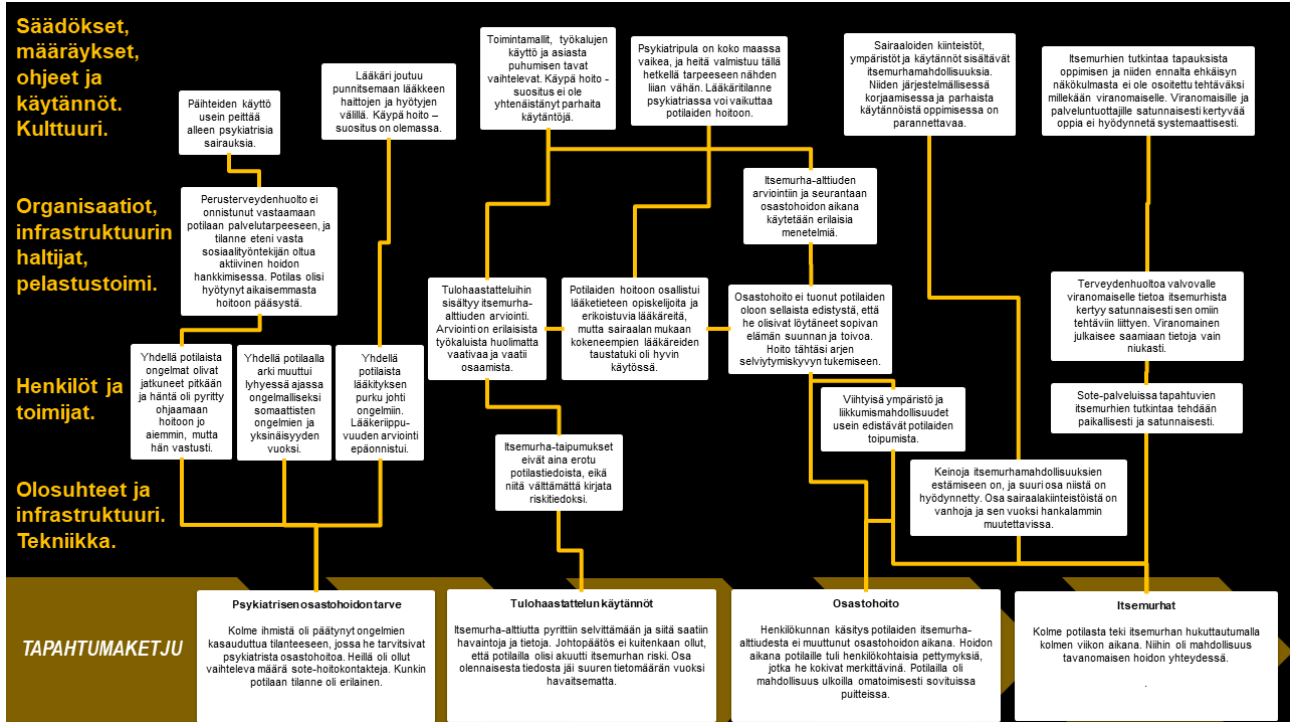 Säädökset,
määräykset,
ohjeet ja
käytännöt.
Kulttuuri.
Päihteiden käyttö
usein peittää
alleen psykiatrisia
sairauksia.
Lääkäri joutuu
punnitsemaan lääkkeen
haittojen ja hyötyjen
välillä. Käypä hoito –
suositus on olemassa.
Toimintamallit, työkalujen
käyttö ja asiasta
puhumisen tavat
vaihtelevat. Käypä hoito -
suositus ei ole
yhtenäistänyt parhaita
käytäntöjä.
Psykiatripula on koko maassa
vaikea, ja heitä valmistuu tällä
hetkellä tarpeeseen nähden
liian vähän. Lääkäritilanne
psykiatriassa voi vaikuttaa
potilaiden hoitoon.
Sairaaloiden kiinteistöt,
ympäristöt ja käytännöt sisältävät
itsemurhamahdollisuuksia.
Niiden järjestelmällisessä
korjaamisessa ja parhaista
käytännöistä oppimisessa on
parannettavaa.
Itsemurhien tutkintaa tapauksista
oppimisen ja niiden ennalta ehkäisyn
näkökulmasta ei ole osoitettu tehtäväksi
millekään viranomaiselle. Viranomaisille ja
palveluntuottajille satunnaisesti kertyvää
oppia ei hyödynnetä systemaattisesti.
Organisaatiot,
infrastruktuurin
haltijat,
pelastustoimi.
Perusterveydenhuolto ei
onnistunut vastaamaan
potilaan palvelutarpeeseen, ja
tilanne eteni vasta
sosiaalityöntekijän oltua
aktiivinen hoidon
hankkimisessa. Potilas olisi
hyötynyt aikaisemmasta
hoitoon pääsystä.
Itsemurha-alttiuden
arviointiin ja seurantaan
osastohoidon aikana
käytetään erilaisia
menetelmiä.
Tulohaastatteluihin
sisältyy itsemurha-
alttiuden arviointi.
Arviointi on erilaisista
työkaluista huolimatta
vaativaa ja vaatii
osaamista.
Potilaiden hoitoon osallistui
lääketieteen opiskelijoita ja
erikoistuvia lääkäreitä,
mutta sairaalan mukaan
kokeneempien lääkäreiden
taustatuki oli hyvin
käytössä.
Osastohoito ei tuonut potilaiden
oloon sellaista edistystä, että
he olisivat löytäneet sopivan
elämän suunnan ja toivoa.
Hoito tähtäsi arjen
selviytymiskyvyn tukemiseen.
Terveydenhuoltoa valvovalle
viranomaiselle tietoa itsemurhista
kertyy satunnaisesti sen omiin
tehtäviin liittyen. Viranomainen
julkaisee saamiaan tietoja vain
niukasti.
Henkilöt ja
toimijat.
Yhdellä potilaista
ongelmat olivat
jatkuneet pitkään
ja häntä oli pyritty
ohjaamaan
hoitoon jo
aiemmin, mutta
hän vastusti.
Yhdellä potilaalla
arki muuttui
lyhyessä ajassa
ongelmalliseksi
somaattisten
ongelmien ja
yksinäisyyden
vuoksi.
Yhdellä
potilaista
lääkityksen
purku johti
ongelmiin.
Lääkeriippu-
vuuden arviointi
epäonnistui.
Viihtyisä ympäristö ja
liikkumismahdollisuudet
usein edistävät potilaiden
toipumista.
Sote-palveluissa tapahtuvien
itsemurhien tutkintaa tehdään
paikallisesti ja satunnaisesti.
Itsemurha-taipumukset
eivät aina erotu
potilastiedoista, eikä
niitä välttämättä kirjata
riskitiedoksi.
Keinoja itsemurhamahdollisuuksien
estämiseen on, ja suuri osa niistä on
hyödynnetty. Osa sairaalakiinteistöistä on
vanhoja ja sen vuoksi hankalammin
muutettavissa.
Olosuhteet ja
infrastruktuuri.
Tekniikka.
TAPAHTUMAKETJU
Psykiatrisen osastohoidon tarve
Kolme ihmistä oli päätynyt ongelmien
kasauduttua tilanteeseen, jossa he tarvitsivat
psykiatrista osastohoitoa. Heillä oli ollut
vaihteleva määrä sote-hoitokontakteja. Kunkin
potilaan tilanne oli erilainen.
Tulohaastattelun käytännöt
Itsemurha-alttiutta pyrittiin selvittämään ja siitä saatiin
havaintoja ja tietoja. Johtopäätös ei kuitenkaan ollut,
että potilailla olisi akuutti itsemurhan riski. Osa
olennaisesta tiedosta jäi suuren tietomäärän vuoksi
havaitsematta.
Osastohoito
Henkilökunnan käsitys potilaiden itsemurha-
alttiudesta ei muuttunut osastohoidon aikana. Hoidon
aikana potilaille tuli henkilökohtaisia pettymyksiä,
jotka he kokivat merkittävinä. Potilailla oli
mahdollisuus ulkoilla omatoimisesti sovituissa
puitteissa.
Itsemurhat
Kolme potilasta teki itsemurhan hukuttautumalla
kolmen viikon aikana. Niihin oli mahdollisuus
tavanomaisen hoidon yhteydessä.
.